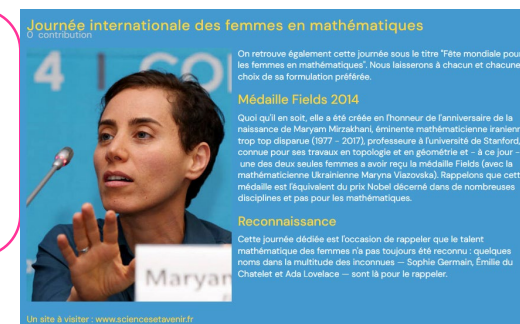 Journée internationale des femmes en mathématiques
0 contribution
On retrouve également cette journée sous le titre "Fête mondiale pour
les femmes en mathématiques". Nous laisserons à chacun et chacune
choix de sa formulation préférée.
Médaille Fields 2014
Quoi qu'il en soit, elle a été créée en l'honneur de l'anniversaire de la
naissance de Maryam Mirzakhani, éminente mathématicienne iranienn
trop top disparue (1977 - 2017), professeure à l'université de Stanford,
connue pour ses travaux en topologie et en géométrie et - à ce jour -
une des deux seules femmes a avoir reçu la médaille Fields (avec la
mathématicienne Ukrainienne Maryna Viazovska). Rappelons que cett
médaille est l'équivalent du prix Nobel décerné dans de nombreuses
disciplines et pas pour les mathématiques.
Reconnaissance
Cette journée dédiée est l'occasion de rappeler que le talent
mathématique des femmes n'a pas toujours été reconnu : quelques
noms dans la multitude des inconnues — Sophie Germain, Émilie du
Chatelet et Ada Lovelace — sont là pour le rappeler.
4 I CO
Maryam
Un site à visiter : www.sciencesetavenir.fr